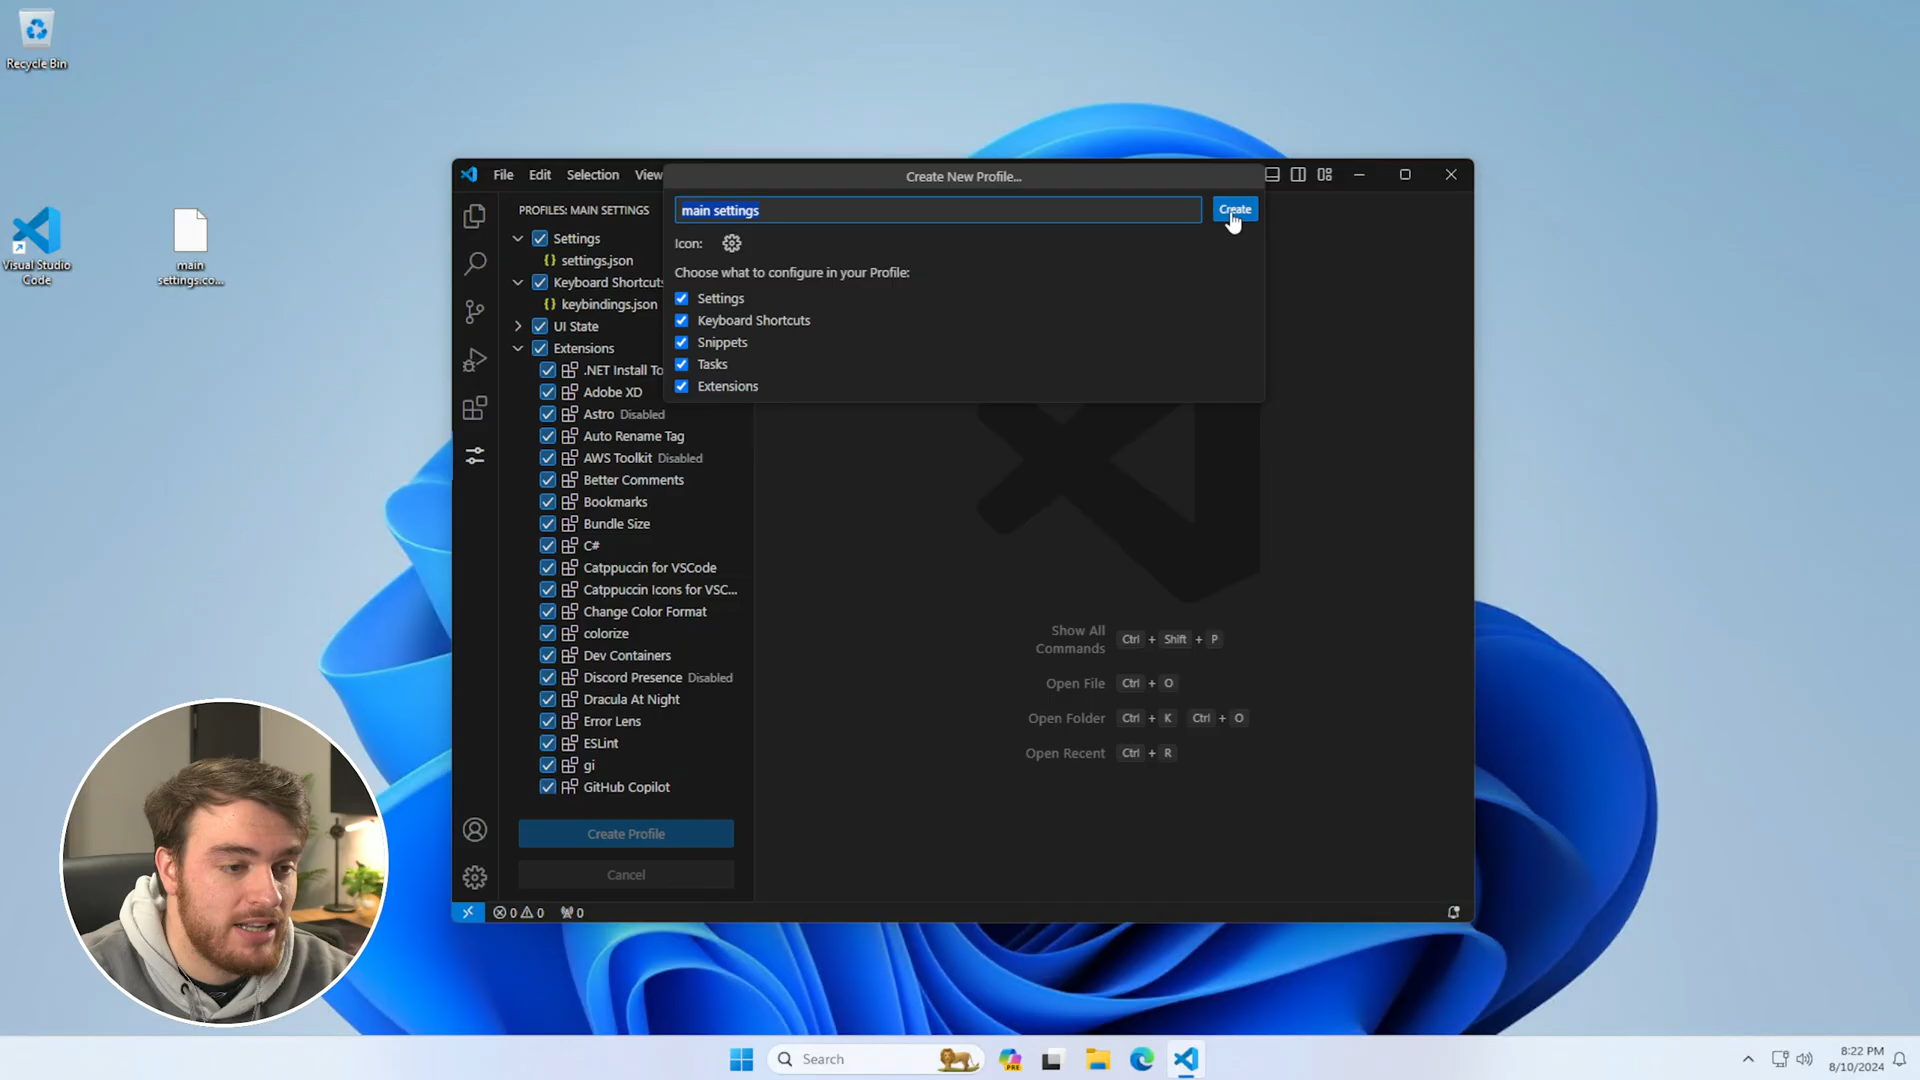 Recycle Bin
Visual Studio
Code
main
settings.co...
File Edit Selection View
Create New Profile...
PROFILES: MAIN SETTINGS
main settings
Create
Icon:
Choose what to configure in your Profile:
Settings
Keyboard Shortcuts
Snippets
Tasks
Extensions
Settings
{} settings.json
Keyboard Shortcuts
{} keybindings.json
UI State
Extensions
.NET Install To
Adobe XD
Astro Disabled
Auto Rename Tag
AWS Toolkit Disabled
Better Comments
Bookmarks
Bundle Size
C#
Catppuccin for VSCode
Catppuccin Icons for VSC...
Change Color Format
colorize
Dev Containers
Discord Presence Disabled
Dracula At Night
Error Lens
ESLint
gi
GitHub Copilot
Create Profile
Cancel
Show All
Commands
Ctrl + Shift + P
Open File Ctrl + O
Open Folder Ctrl + K Ctrl + O
Open Recent Ctrl + R
0 0 0
Search
PRE
8:22 PM
8/10/2024